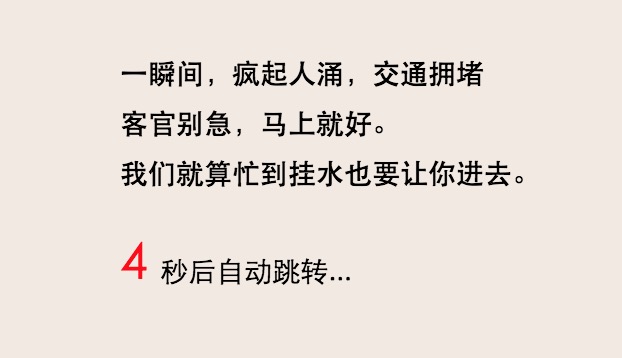 一瞬间，疯起人涌，交通拥堵
客官别急，马上就好。
我们就算忙到挂水也要让你进去。
4 秒后自动跳转...